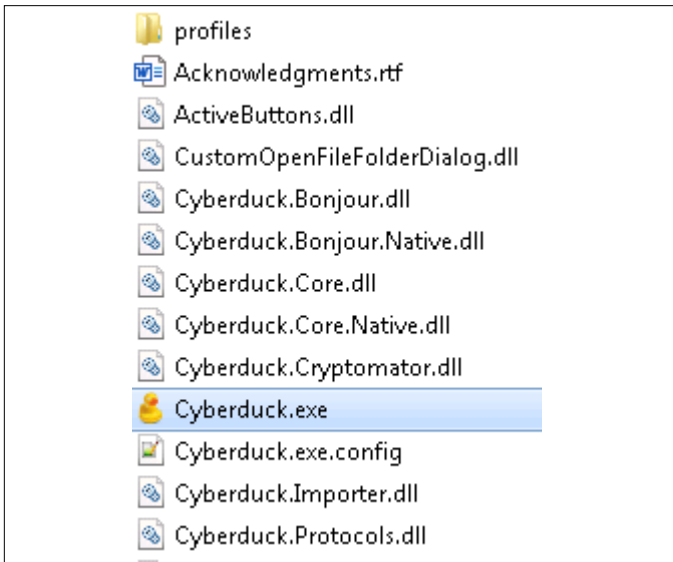 profiles
Acknowledgments.rtf
ActiveButtons.dll
CustomOpenFileFolderDialog.dll
Cyberduck.Bonjour.dll
Cyberduck.Bonjour.Native.dll
Cyberduck.Core.dll
Cyberduck.Core.Native.dll
Cyberduck.Cryptomator.dll
Cyberduck.exe
Cyberduck.exe.config
Cyberduck.Importer.dll
Cyberduck.Protocols.dll